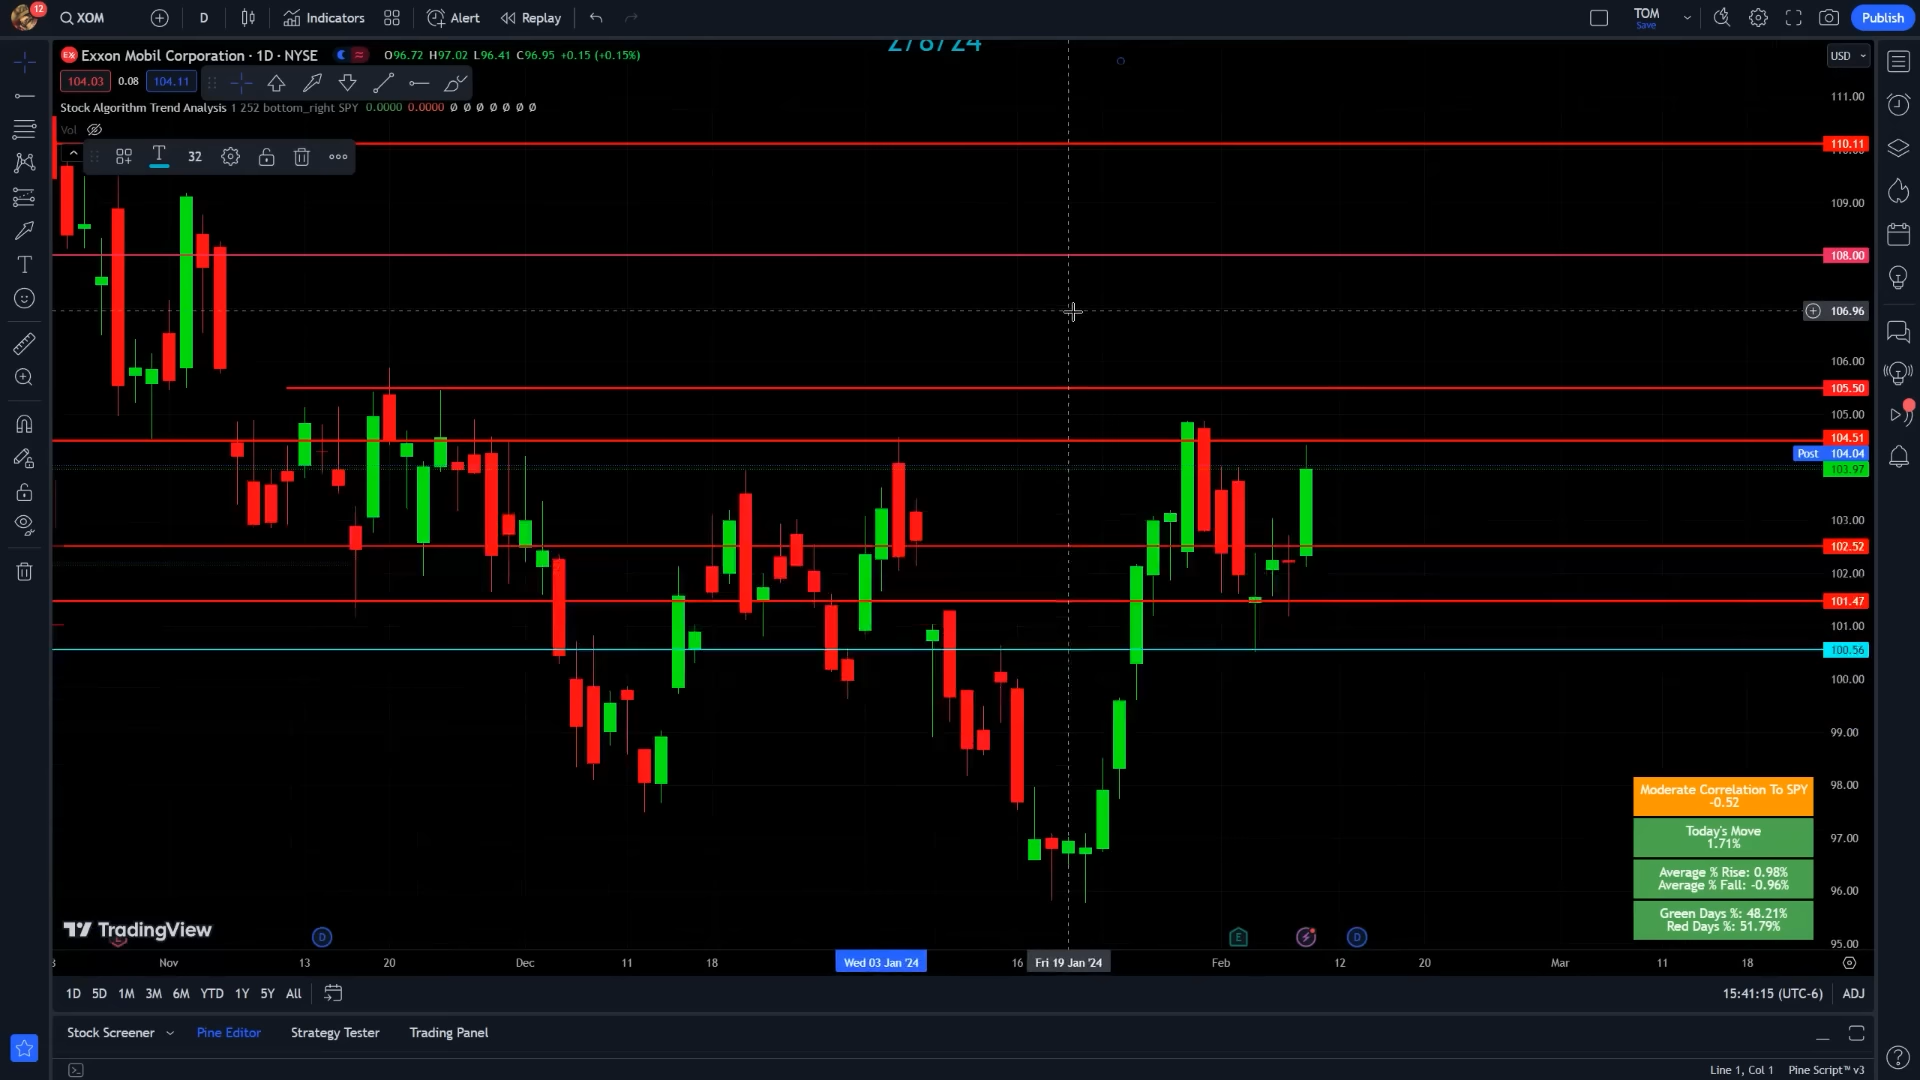 12
XOM
D
Indicators
Alert
Replay
TOM
Save
Publish
Exxon Mobil Corporation · 1D · NYSE
O96.72 H97.02 L96.41 C96.95 +0.15 (+0.15%)
2/8/24
USD
104.03
0.08
104.11
111.00
Stock Algorithm Trend Analysis 1 252 bottom_right SPY 0.0000 0.0000 Ø Ø Ø Ø Ø Ø Ø
Vol
32
110.11
109.00
108.00
106.96
106.00
105.50
105.00
104.51
Post 104.04
103.97
103.00
102.52
102.00
101.47
101.00
100.56
100.00
99.00
98.00
97.00
96.00
95.00
Moderate Correlation To SPY
-0.52
Today's Move
1.71%
Average % Rise: 0.98%
Average % Fall: -0.96%
Green Days %: 48.21%
Red Days %: 51.79%
TradingView
E
D
E
D
Nov
13
20
Dec
11
18
Wed 03 Jan '24
16
Fri 19 Jan '24
Feb
12
20
Mar
11
18
1D 5D 1M 3M 6M YTD 1Y 5Y All
15:41:15 (UTC-6)
ADJ
Stock Screener
Pine Editor
Strategy Tester
Trading Panel
Line 1, Col 1
Pine Script™ v3